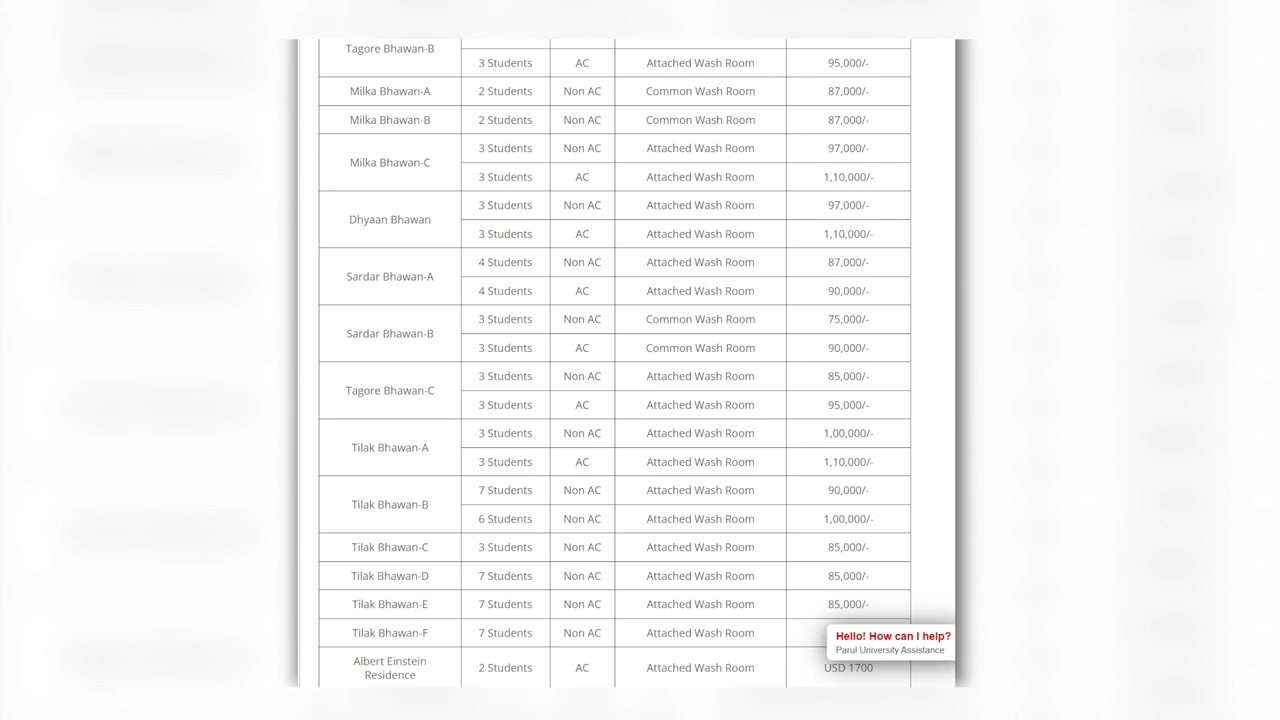 Tagore Bhawan-B
3 Students AC Attached Wash Room 95,000/-
Milka Bhawan-A 2 Students Non AC Common Wash Room 87,000/-
Milka Bhawan-B 2 Students Non AC Common Wash Room 87,000/-
Milka Bhawan-C
3 Students Non AC Attached Wash Room 97,000/-
3 Students AC Attached Wash Room 1,10,000/-
Dhyaan Bhawan
3 Students Non AC Attached Wash Room 97,000/-
3 Students AC Attached Wash Room 1,10,000/-
Sardar Bhawan-A
4 Students Non AC Attached Wash Room 87,000/-
4 Students AC Attached Wash Room 90,000/-
Sardar Bhawan-B
3 Students Non AC Common Wash Room 75,000/-
3 Students AC Common Wash Room 90,000/-
Tagore Bhawan-C
3 Students Non AC Attached Wash Room 85,000/-
3 Students AC Attached Wash Room 95,000/-
Tilak Bhawan-A
3 Students Non AC Attached Wash Room 1,00,000/-
3 Students AC Attached Wash Room 1,10,000/-
Tilak Bhawan-B
7 Students Non AC Attached Wash Room 90,000/-
6 Students Non AC Attached Wash Room 1,00,000/-
Tilak Bhawan-C 3 Students Non AC Attached Wash Room 85,000/-
Tilak Bhawan-D 7 Students Non AC Attached Wash Room 85,000/-
Tilak Bhawan-E 7 Students Non AC Attached Wash Room 85,000/-
Tilak Bhawan-F 7 Students Non AC Attached Wash Room
Hello! How can I help?
Parul University Assistance
Albert Einstein
Residence
2 Students AC Attached Wash Room USD 1700